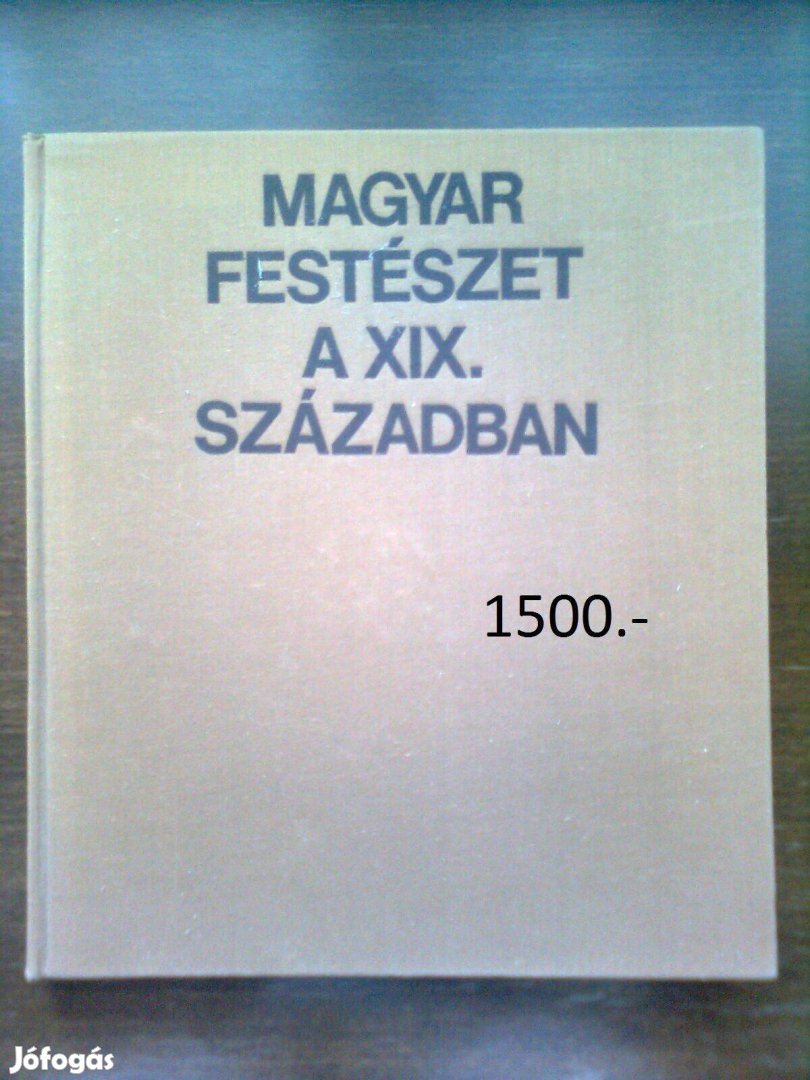 MAGYAR
FESTÉSZET
A XIX.
SZÁZADBAN
1500.-
Jófogás